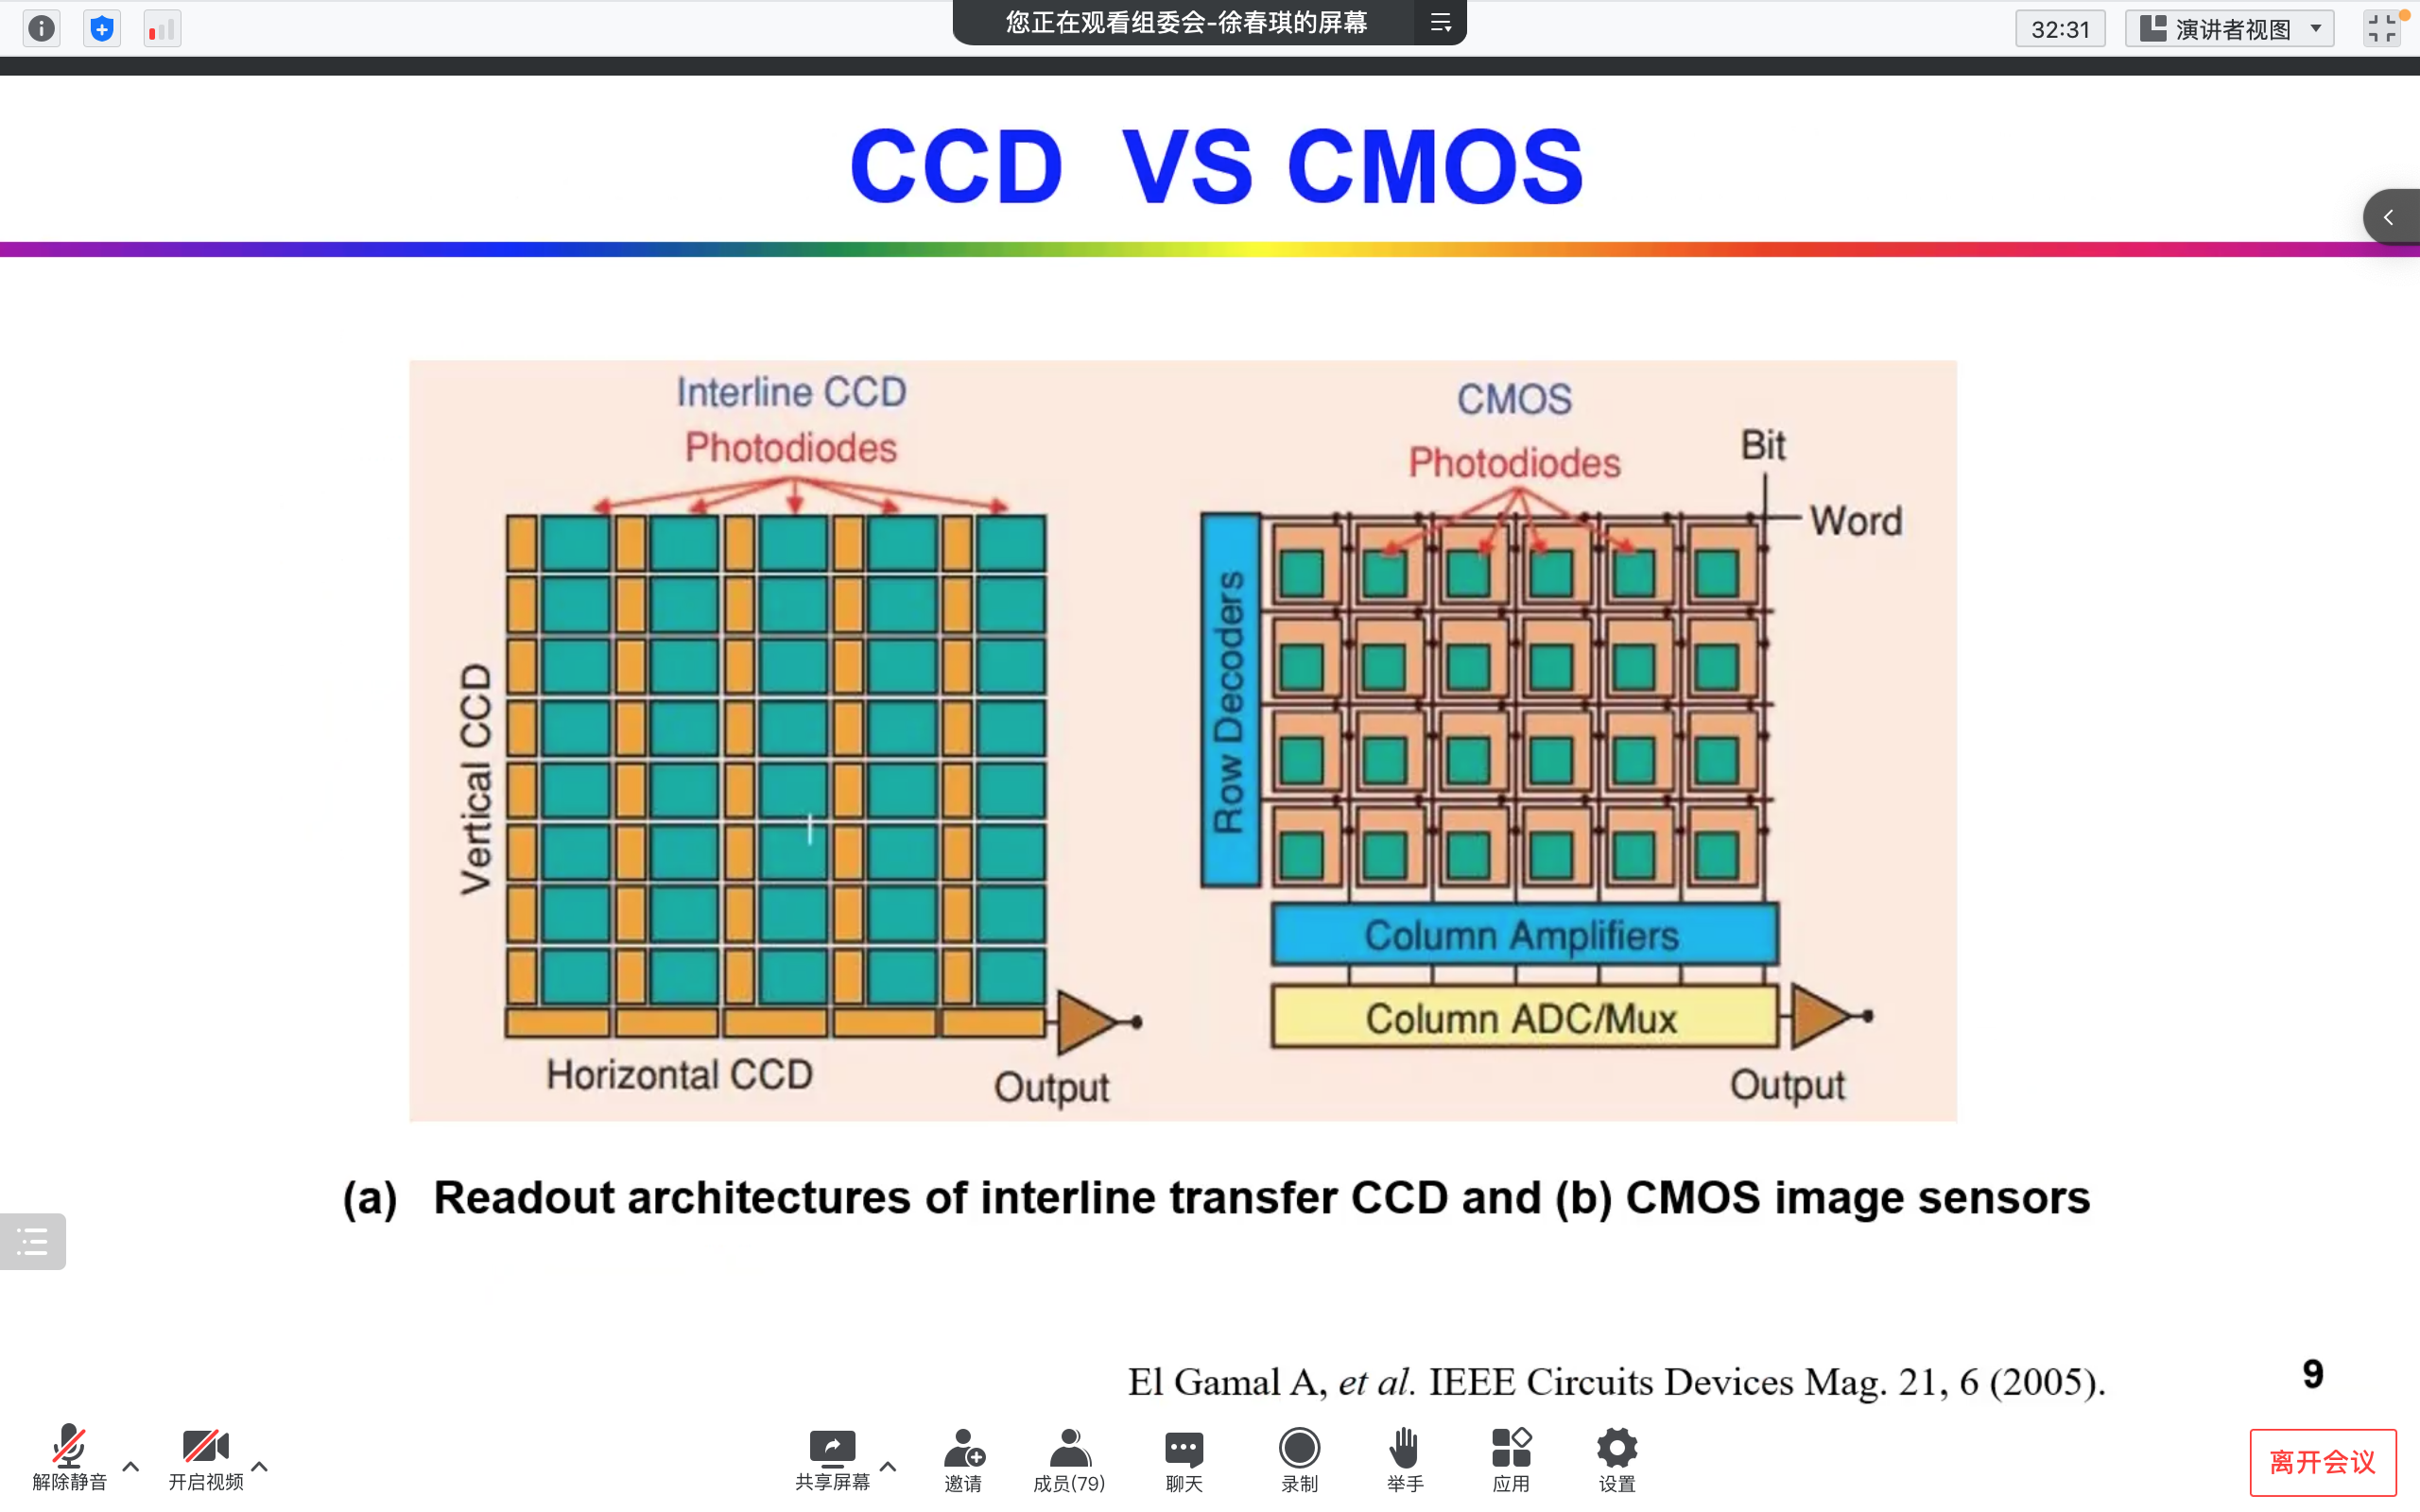 您正在观看组委会-徐春琪的屏幕
32:31
演讲者视图
CCD VS CMOS
Interline CCD
Photodiodes
Vertical CCD
Horizontal CCD
Output
CMOS
Photodiodes
Bit
Word
Row Decoders
Column Amplifiers
Column ADC/Mux
Output
(a) Readout architectures of interline transfer CCD and (b) CMOS image sensors
El Gamal A, et al. IEEE Circuits Devices Mag. 21, 6 (2005).
9
解除静音
开启视频
共享屏幕
邀请
成员(79)
聊天
录制
举手
应用
设置
离开会议